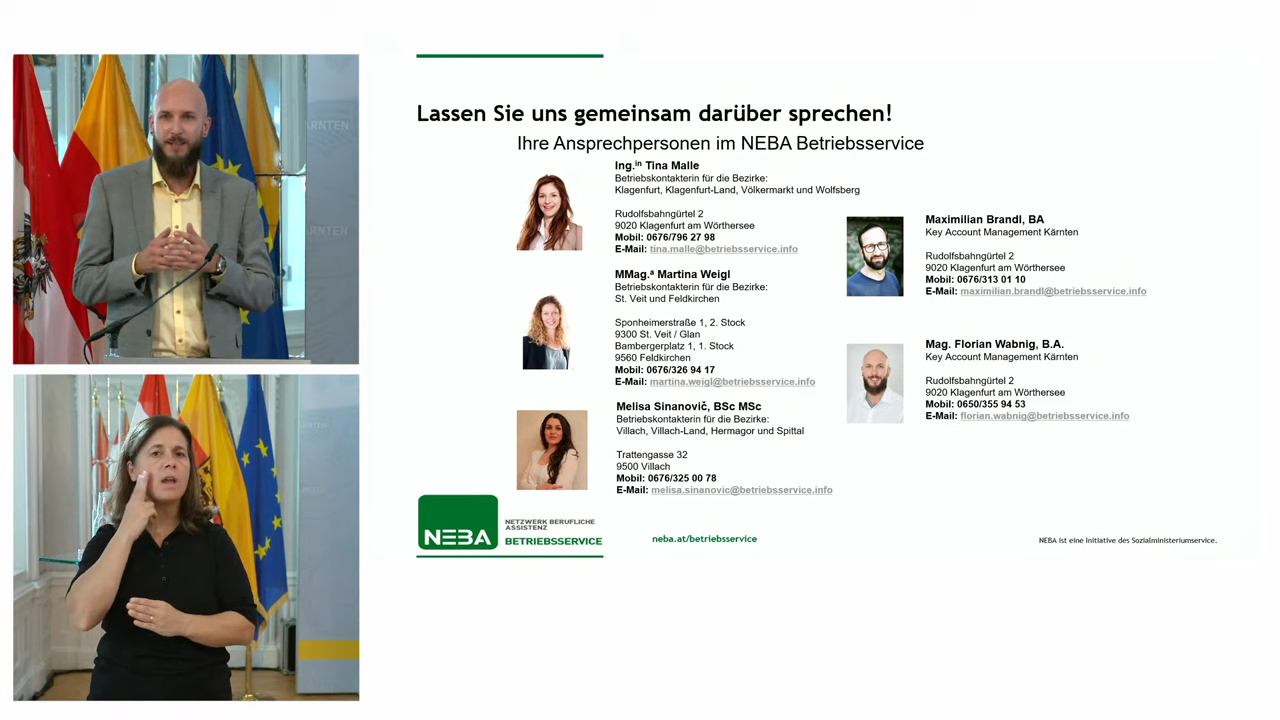 Lassen Sie uns gemeinsam darüber sprechen!
Ihre Ansprechpersonen im NEBA Betriebsservice
Ing.in Tina Malle
Betriebskontakterin für die Bezirke:
Klagenfurt, Klagenfurt-Land, Völkermarkt und Wolfsberg
Rudolfsbahngürtel 2
9020 Klagenfurt am Wörthersee
Mobil: 0676/796 27 98
E-Mail: tina.malle@betriebsservice.info
MMag.a Martina Weigl
Betriebskontakterin für die Bezirke:
St. Veit und Feldkirchen
Sponheimerstraße 1, 2. Stock
9300 St. Veit / Glan
Bambergerplatz 1, 1. Stock
9560 Feldkirchen
Mobil: 0676/326 94 17
E-Mail: martina.weigl@betriebsservice.info
Melisa Sinanovič, BSc MSc
Betriebskontakterin für die Bezirke:
Villach, Villach-Land, Hermagor und Spittal
Trattengasse 32
9500 Villach
Mobil: 0676/325 00 78
E-Mail: melisa.sinanovic@betriebsservice.info
Maximilian Brandl, BA
Key Account Management Kärnten
Rudolfsbahngürtel 2
9020 Klagenfurt am Wörthersee
Mobil: 0676/313 01 10
E-Mail: maximilian.brandl@betriebsservice.info
Mag. Florian Wabnig, B.A.
Key Account Management Kärnten
Rudolfsbahngürtel 2
9020 Klagenfurt am Wörthersee
Mobil: 0650/355 94 53
E-Mail: florian.wabnig@betriebsservice.info
NEBA
NETZWERK BERUFLICHE
ASSISTENZ
BETRIEBSSERVICE
neba.at/betriebsservice
NEBA ist eine Initiative des Sozialministeriumservice.
RNTEN
RNTEN